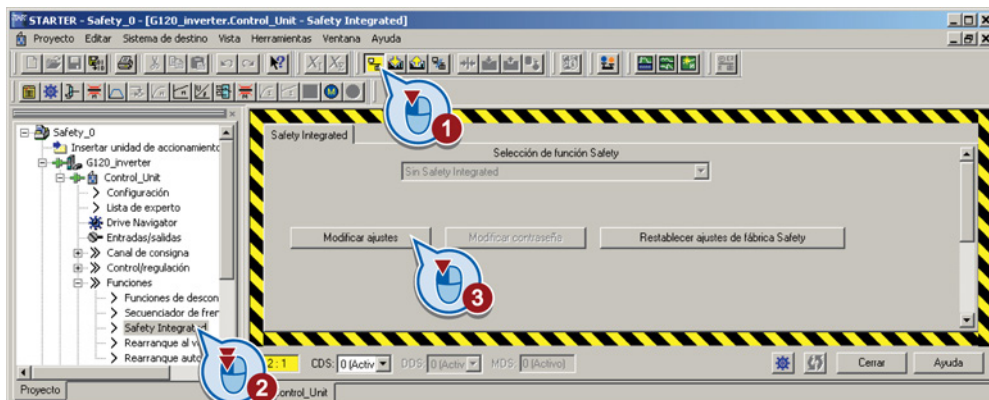 STARTER - Safety_0 - [G120_inverter.Control_Unit - Safety Integrated]
Proyecto Editar Sistema de destino Vista Herramientas Ventana Ayuda
1
Safety_0
Insertar unidad de accionamiento
G120_inverter
Control_Unit
Configuración
Lista de experto
Drive Navigator
Entradas/salidas
Canal de consigna
Control/regulación
Funciones
Funciones de descon
Secuenciador de fren
Safety Integrated
Rearranque al v
Rearranque auto
2
Proyecto
Safety Integrated
Selección de función Safety
Sin Safety Integrated
Modificar ajustes
Modificar contraseña
Restablecer ajustes de fábrica Safety
3
2 : 1
CDS: 0 (Activ
DDS: 0 (Activ
MDS: 0 (Activo)
Cerrar
Ayuda
ontrol_Unit